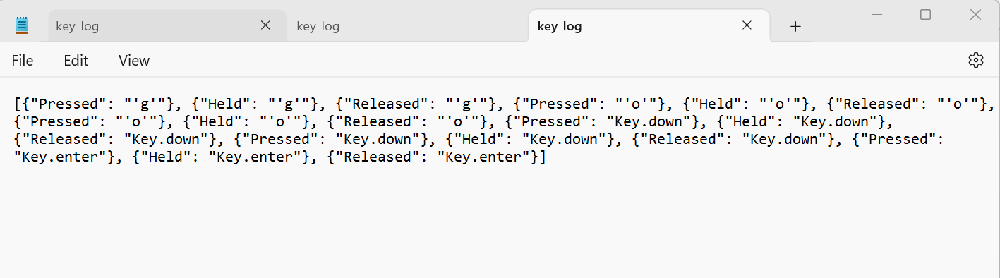 key_log key_log key_log
File Edit View
[{"Pressed": "'g'"}, {"Held": "'g'"}, {"Released": "'g'"}, {"Pressed": "'o'"}, {"Held": "'o'"}, {"Released": "'o'"},
{"Pressed": "'o'"}, {"Held": "'o'"}, {"Released": "'o'"}, {"Pressed": "Key.down"}, {"Held": "Key.down"},
{"Released": "Key.down"}, {"Pressed": "Key.down"}, {"Held": "Key.down"}, {"Released": "Key.down"}, {"Pressed":
"Key.enter"}, {"Held": "Key.enter"}, {"Released": "Key.enter"}]